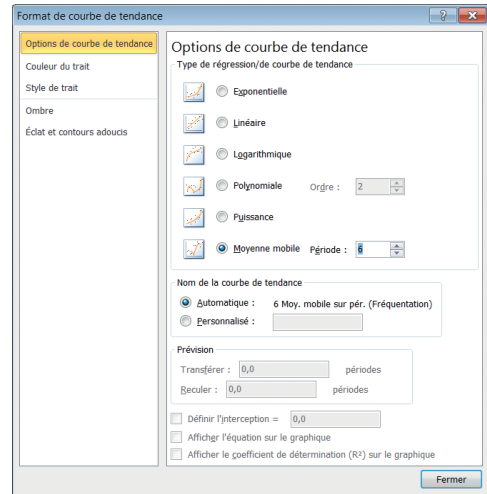 Format de courbe de tendance
Options de courbe de tendance
Couleur du trait
Style de trait
Ombre
Éclat et contours adoucis
Options de courbe de tendance
Type de régression/de courbe de tendance
Exponentielle
Linéaire
Logarithmique
Polynomiale Ordre : 2
Puissance
Moyenne mobile Période : 6
Nom de la courbe de tendance
Automatique : 6 Moy. mobile sur pér. (Fréquentation)
Personnalisé :
Prévision
Transférer : 0,0 périodes
Reculer : 0,0 périodes
Définir l'interception = 0,0
Afficher l'équation sur le graphique
Afficher le coefficient de détermination (R²) sur le graphique
Fermer